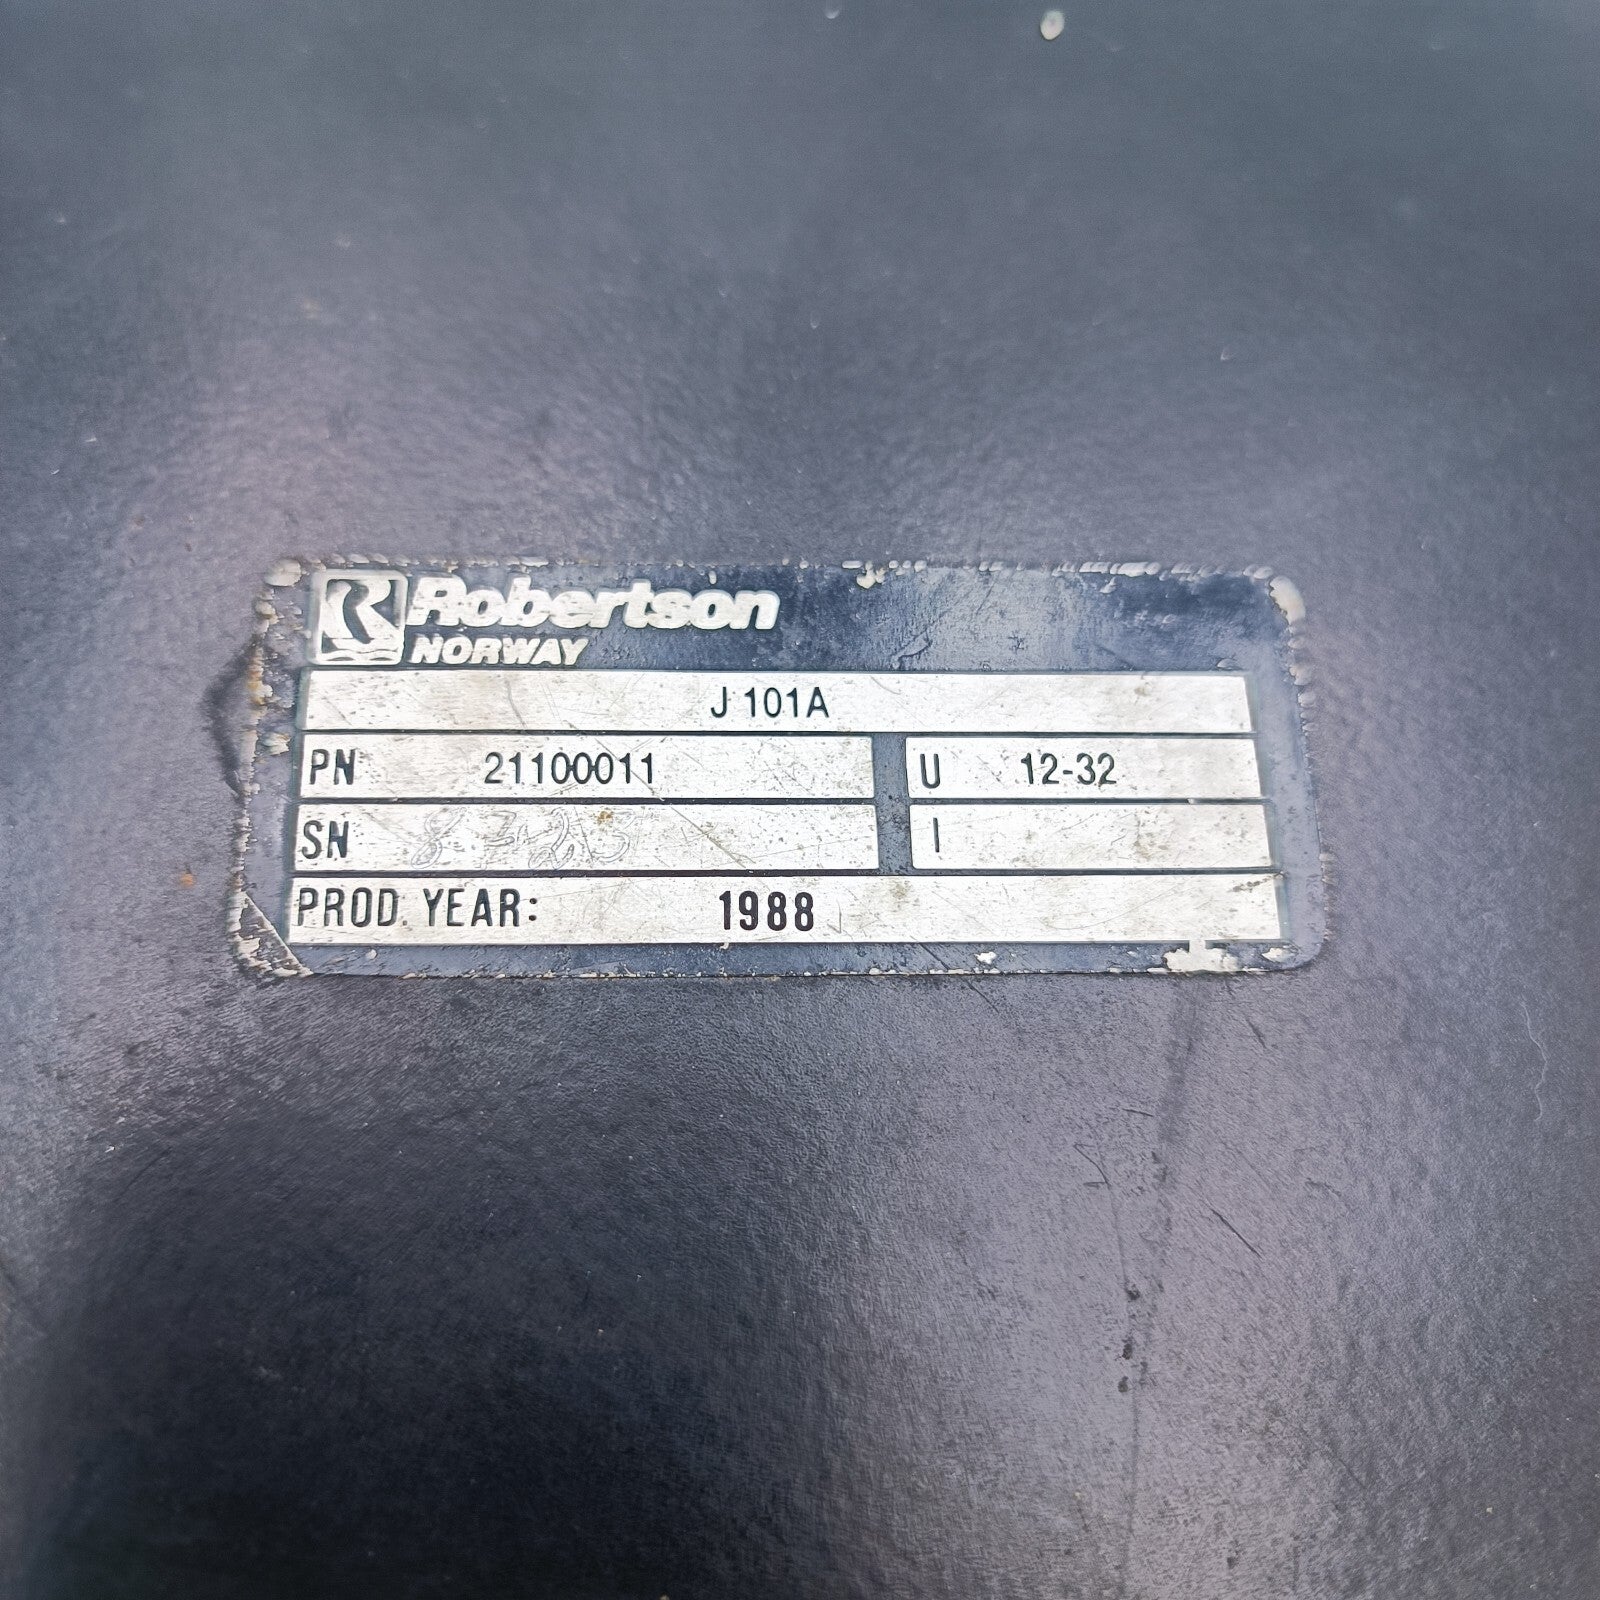 Robertson
NORWAY
J 101A
PN 21100011 U 12-32
SN I
PROD. YEAR: 1988